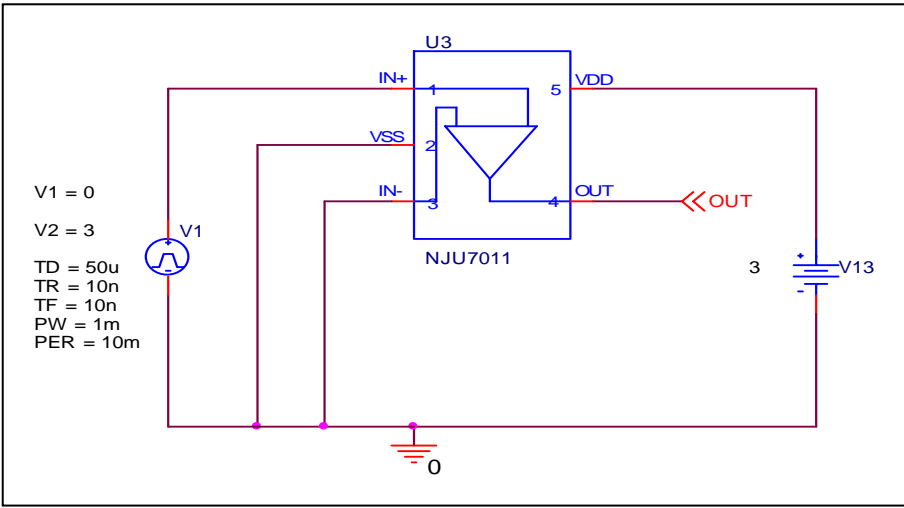 U3
IN+
1
5
VDD
VSS
2
IN-
3
4
OUT
OUT
NJU7011
V1 = 0
V2 = 3
TD = 50u
TR = 10n
TF = 10n
PW = 1m
PER = 10m
V1
+
-
3
+
-
V13
0